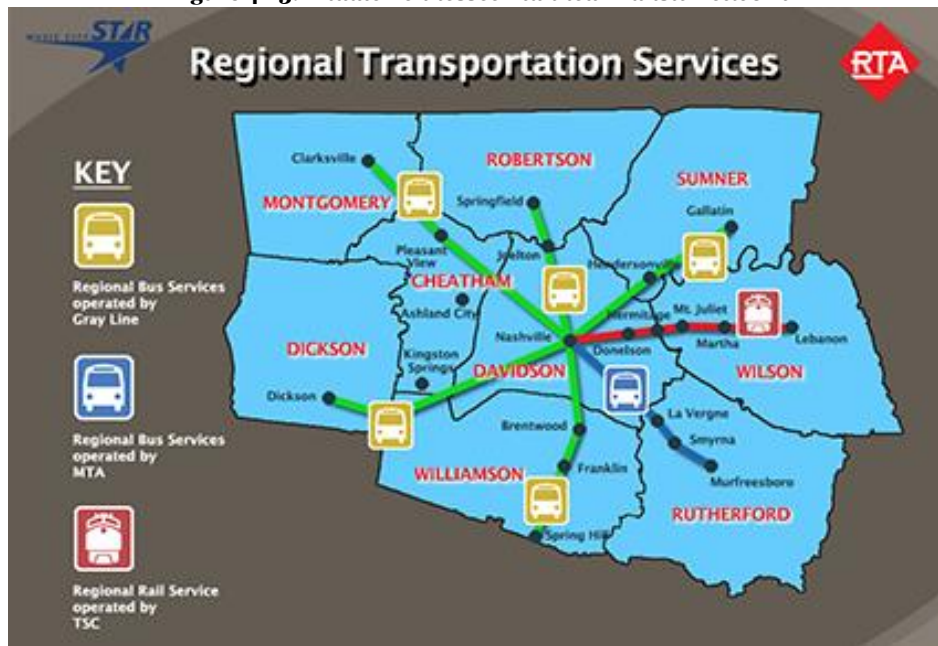 MUSIC CITY STAR
Regional Transportation Services
RTA
KEY
Regional Bus Services
operated by
Gray Line
Regional Bus Services
operated by
MTA
Regional Rail Service
operated by
TSC
Clarksville
ROBERTSON
SUMNER
MONTGOMERY
Springfield
Gallatin
Pleasant
View
Joelton
Hendersonville
CHEATHAM
Ashland City
Hermitage
Mt. Juliet
Nashville
Donelson
Martha
Lebanon
DICKSON
Kingston
Springs
DAVIDSON
WILSON
Dickson
Brentwood
La Vergne
Smyrna
WILLIAMSON
Franklin
Murfreesboro
RUTHERFORD
Spring Hill